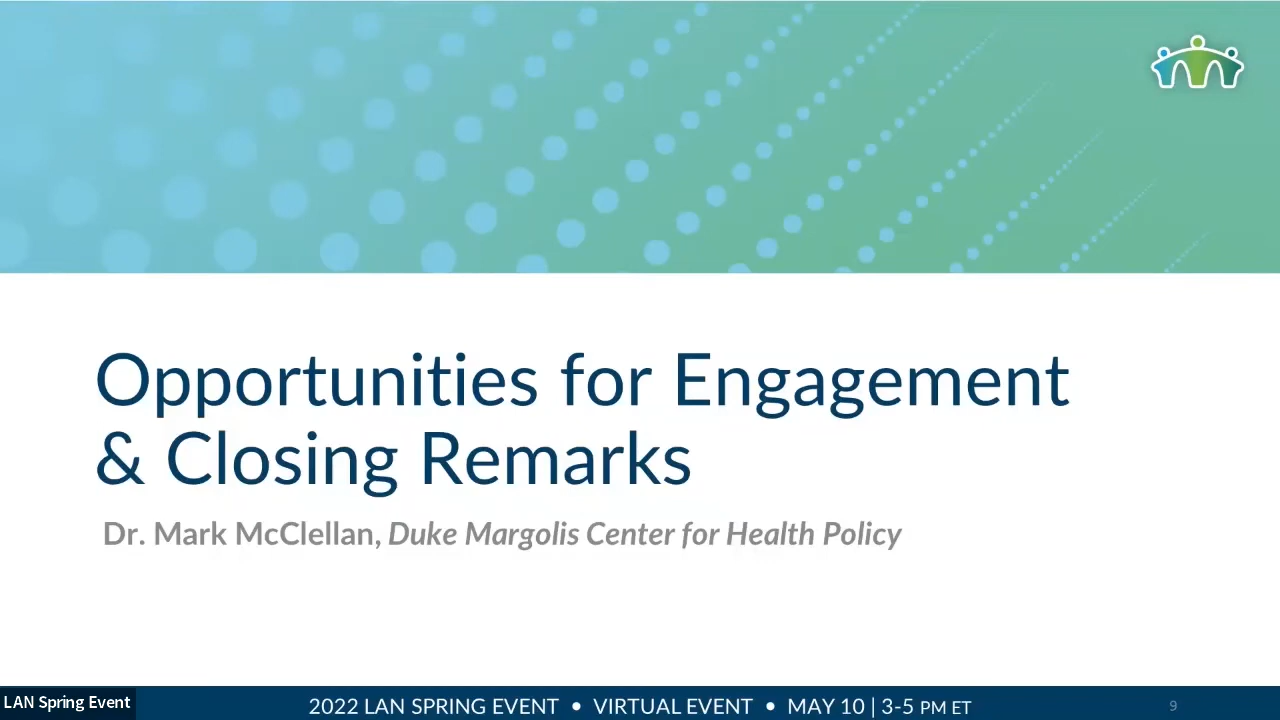 Opportunities for Engagement
& Closing Remarks
Dr. Mark McClellan, Duke Margolis Center for Health Policy
LAN Spring Event
2022 LAN SPRING EVENT • VIRTUAL EVENT • MAY 10 | 3-5 PM ET
9